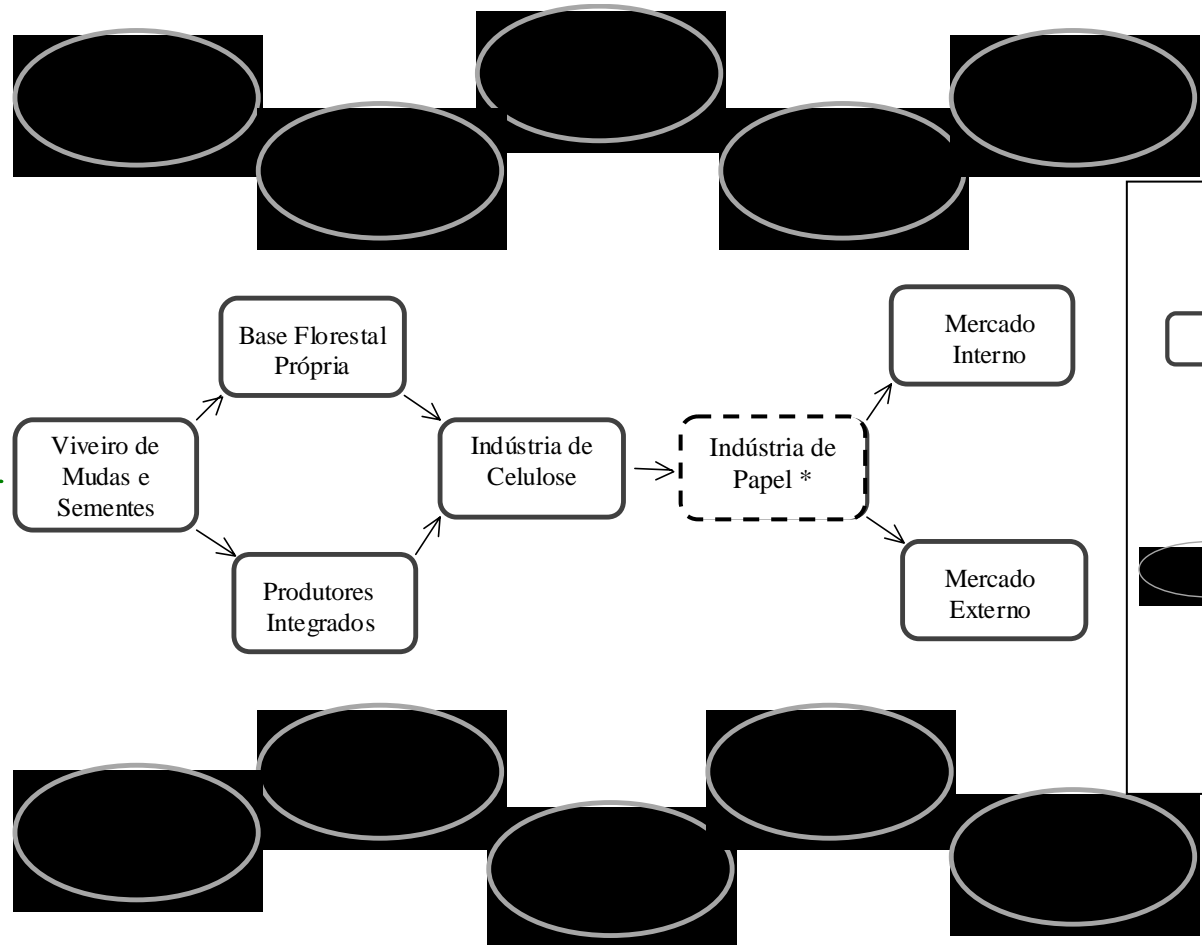 Base Florestal
Própria
Mercado
Interno
Viveiro de
Mudas e
Sementes
Indústria de
Celulose
Indústria de
Papel *
Produtores
Integrados
Mercado
Externo